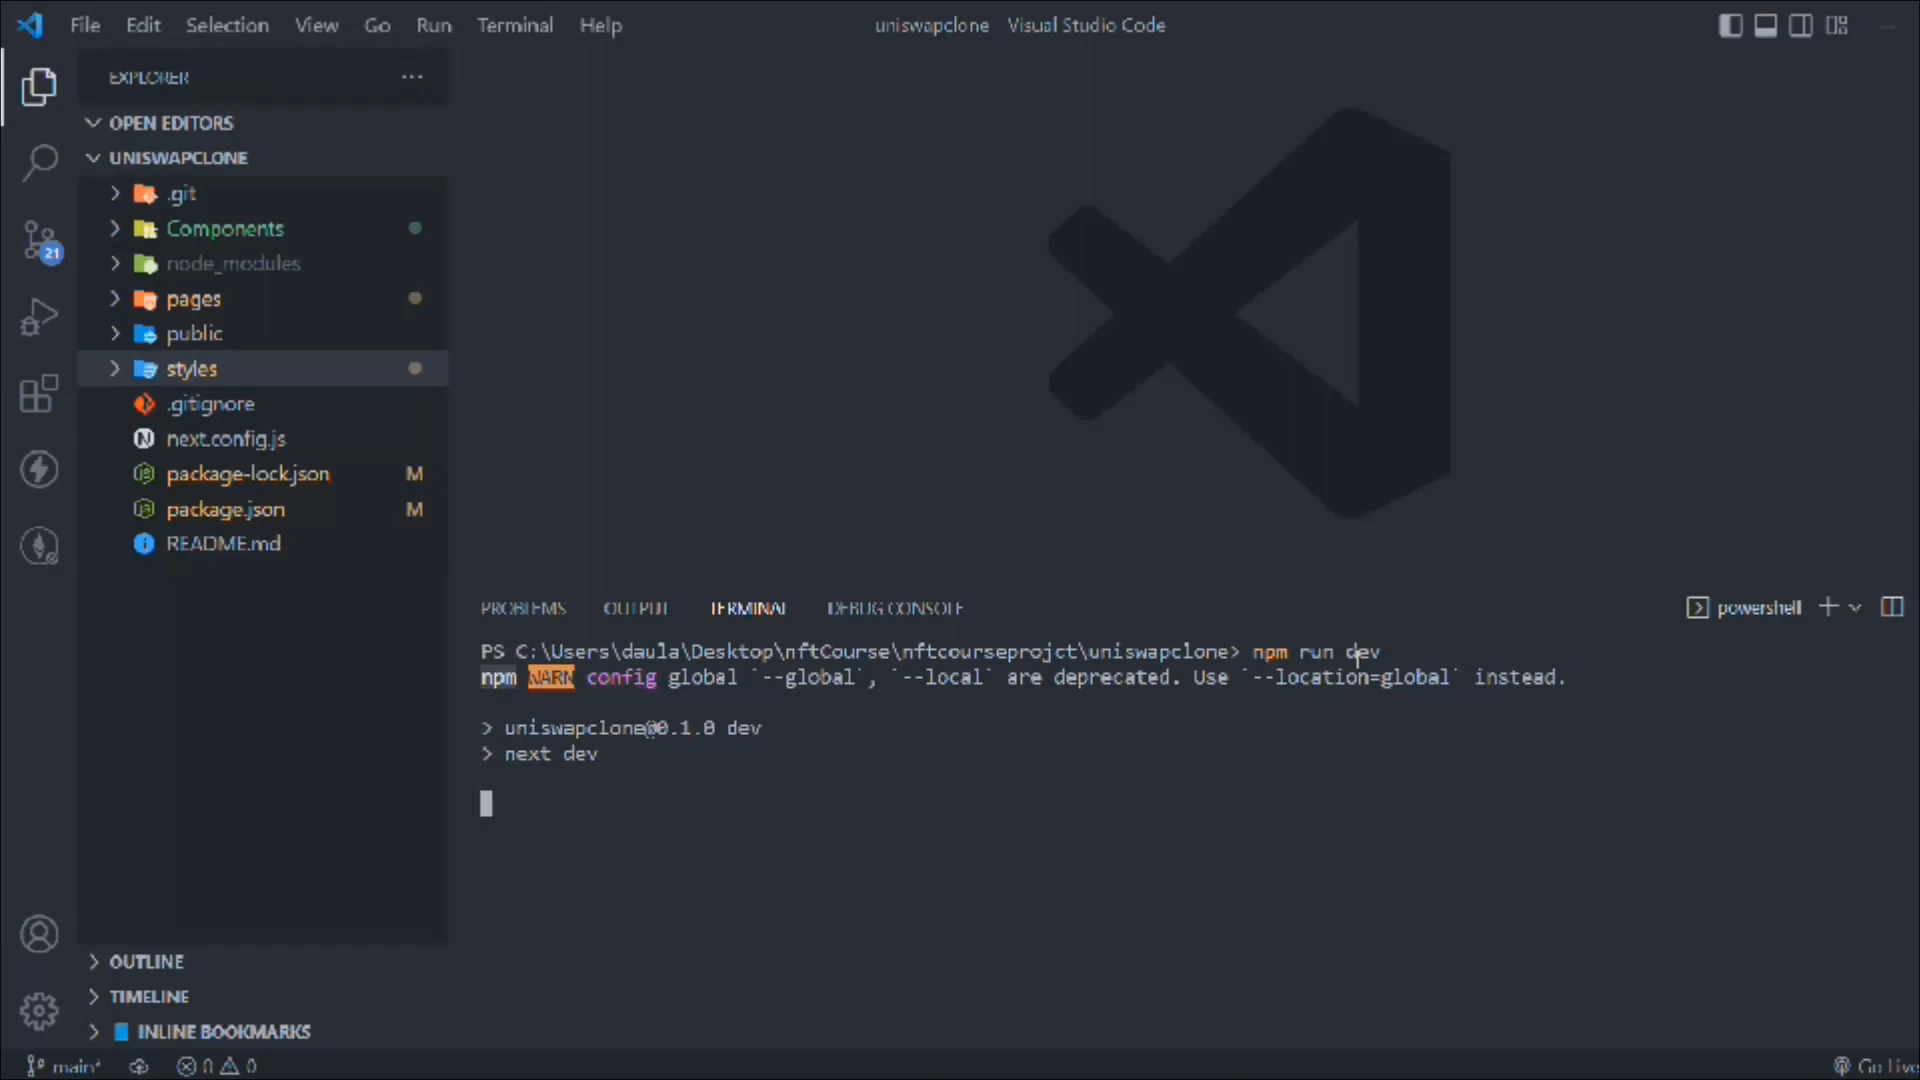 File Edit Selection View Go Run Terminal Help
uniswapclone Visual Studio Code
EXPLORER
OPEN EDITORS
UNISWAPCLONE
.git
Components
node_modules
pages
public
styles
.gitignore
next.config.js
package-lock.json M
package.json M
README.md
21
PROBLEMS OUTPUT TERMINAL DEBUG CONSOLE
powershell
PS C:\Users\daula\Desktop\nftCourse\nftcourseprojct\uniswapclone> npm run dev
npm WARN config global `--global`, `--local` are deprecated. Use `--location=global` instead.
> uniswapclone@0.1.0 dev
> next dev
OUTLINE
TIMELINE
INLINE BOOKMARKS
main* 0 0
Go Live